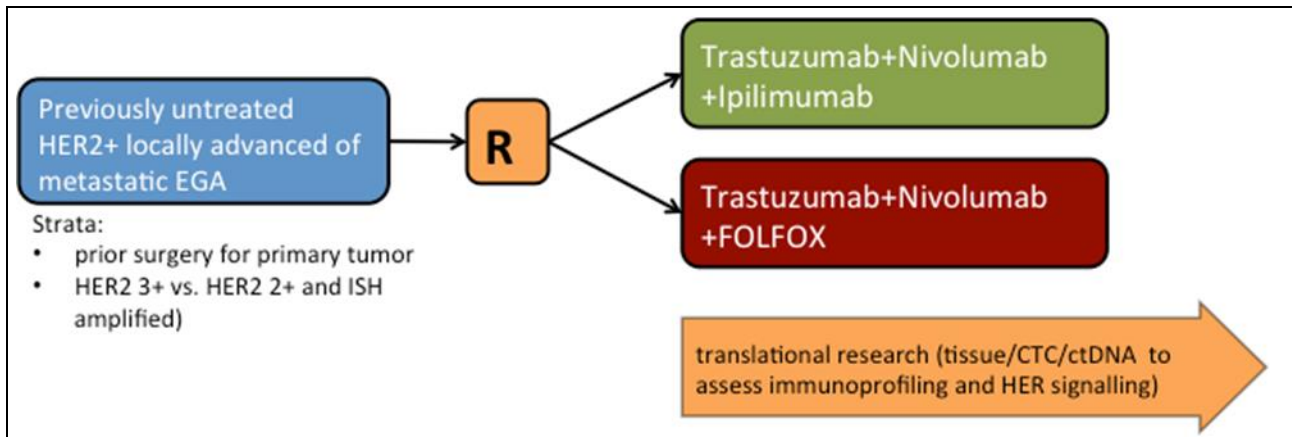 Previously untreated
HER2+ locally advanced of
metastatic EGA
Strata:
• prior surgery for primary tumor
• HER2 3+ vs. HER2 2+ and ISH
amplified)
R
Trastuzumab+Nivolumab
+Ipilimumab
Trastuzumab+Nivolumab
+FOLFOX
translational research (tissue/CTC/ctDNA to
assess immunoprofiling and HER signalling)